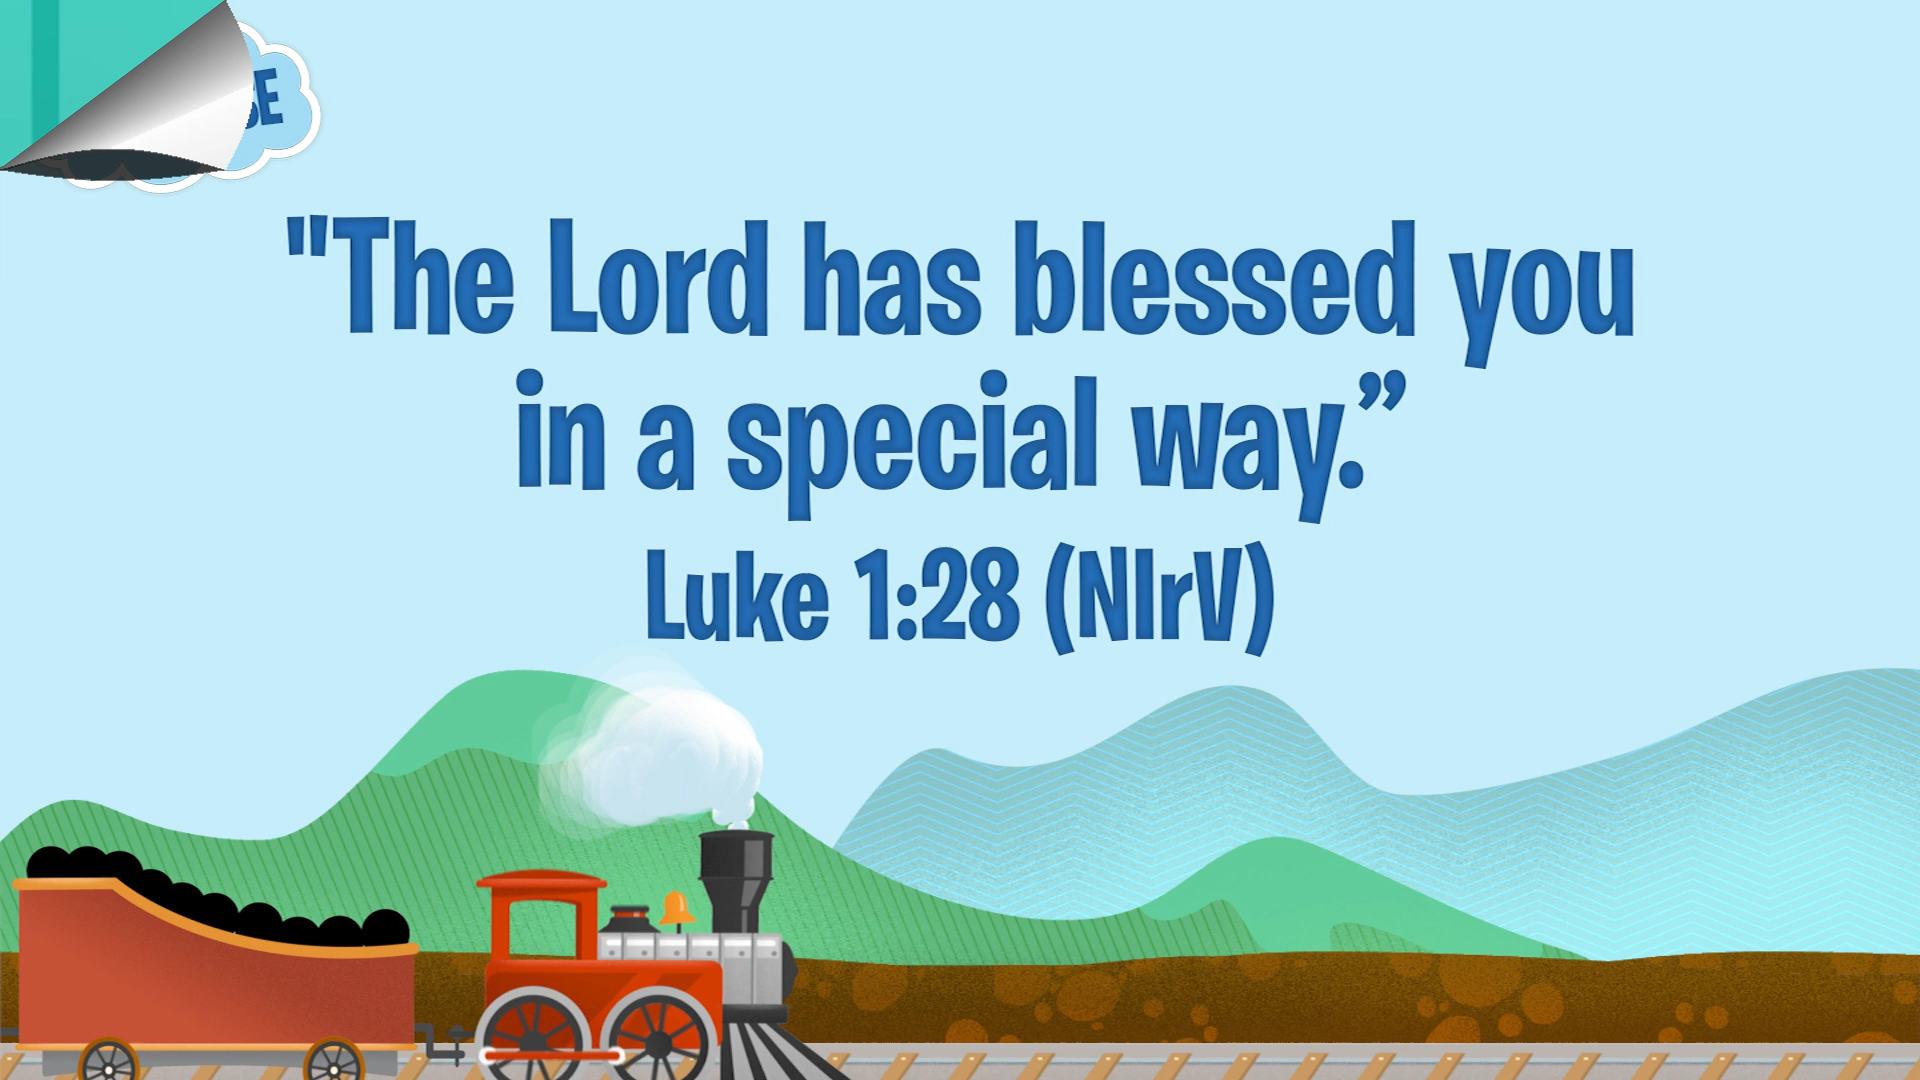 "The Lord has blessed you
in a special way.”
Luke 1:28 (NIrV)